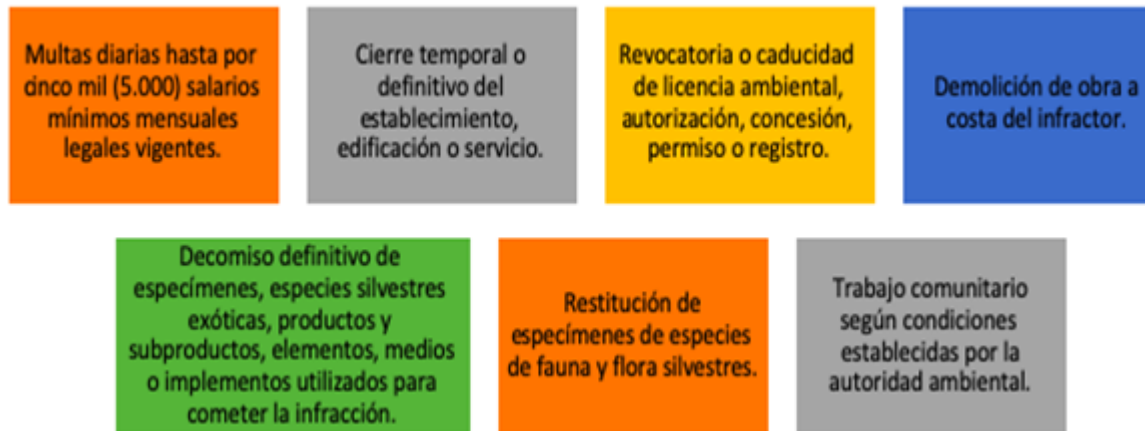 Multas diarias hasta por
cinco mil (5.000) salarios
mínimos mensuales
legales vigentes.
Cierre temporal o
definitivo del
establecimiento,
edificación o servicio.
Revocatoria o caducidad
de licencia ambiental,
autorización, concesión,
permiso o registro.
Demolición de obra a
costa del infractor.
Decomiso definitivo de
especímenes, especies silvestres
exóticas, productos y
subproductos, elementos, medios
o implementos utilizados para
cometer la infracción.
Restitución de
especímenes de especies
de fauna y flora silvestres.
Trabajo comunitario
según condiciones
establecidas por la
autoridad ambiental.